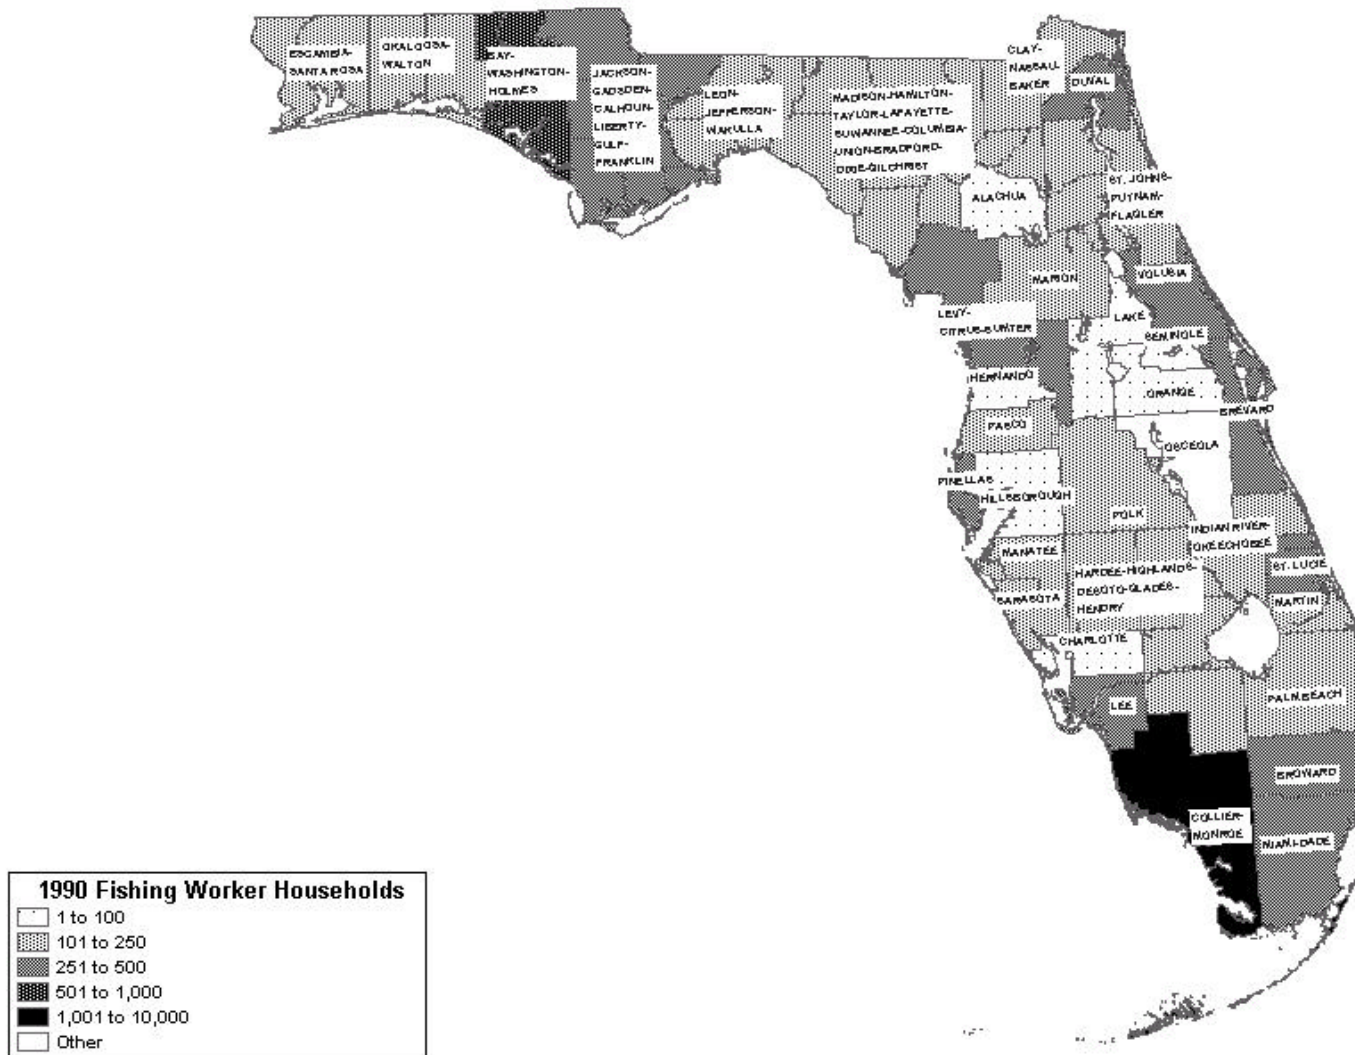 ESCAMBIA-
SANTA ROSA
OKALOOSA-
WALTON
BAY-
WASHINGTON-
HOLMES
JACKSON-
GADSDEN-
CALHOUN-
LIBERTY-
GULF-
FRANKLIN
LEON-
JEFFERSON-
WAKULLA
MADISON-HAMILTON-
TAYLOR-LAFAYETTE-
SUWANNEE-COLUMBIA-
UNION-BRADFORD-
DIXIE-GILCHRIST
CLAY-
NASSAU-
BAKER
DUVAL
ALACHUA
ST. JOHNS-
PUTNAM-
FLAGLER
MARION
VOLUSIA
LEVY-
CITRUS-SUMTER
LAKE
SEMINOLE
HERNANDO
ORANGE
BREVARD
PASCO
OSCEOLA
PINELLAS
HILLSBOROUGH
POLK
INDIAN RIVER-
OKEECHOBEE
MANATEE
ST. LUCIE
HARDEE-HIGHLANDS-
DESOTO-GLADES-
HENDRY
SARASOTA
MARTIN
CHARLOTTE
LEE
PALM BEACH
BROWARD
COLLIER-
MONROE
MIAMI-DADE
1990 Fishing Worker Households
1 to 100
101 to 250
251 to 500
501 to 1,000
1,001 to 10,000
Other